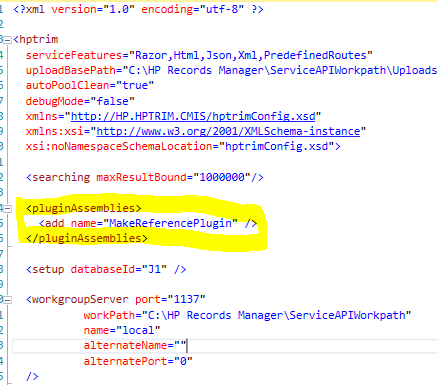 <?xml version="1.0" encoding="utf-8" ?>
<hptrim
serviceFeatures="Razor,Html,Json,Xml,PredefinedRoutes"
uploadBasePath="C:\HP Records Manager\ServiceAPIWorkpath\Uploads
autoPoolClean="true"
debugMode="false"
xmlns="http://HP.HPTRIM.CMIS/hptrimConfig.xsd"
xmlns:xsi="http://www.w3.org/2001/XMLSchema-instance"
xsi:noNamespaceSchemaLocation="hptrimConfig.xsd">
<searching maxResultBound="1000000"/>
<pluginAssemblies>
<add name="MakeReferencePlugin" />
</pluginAssemblies>
<setup databaseId="J1" />
<workgroupServer port="1137"
workPath="C:\HP Records Manager\ServiceAPIWorkpath"
name="local"
alternateName=""
alternatePort="0"
/>